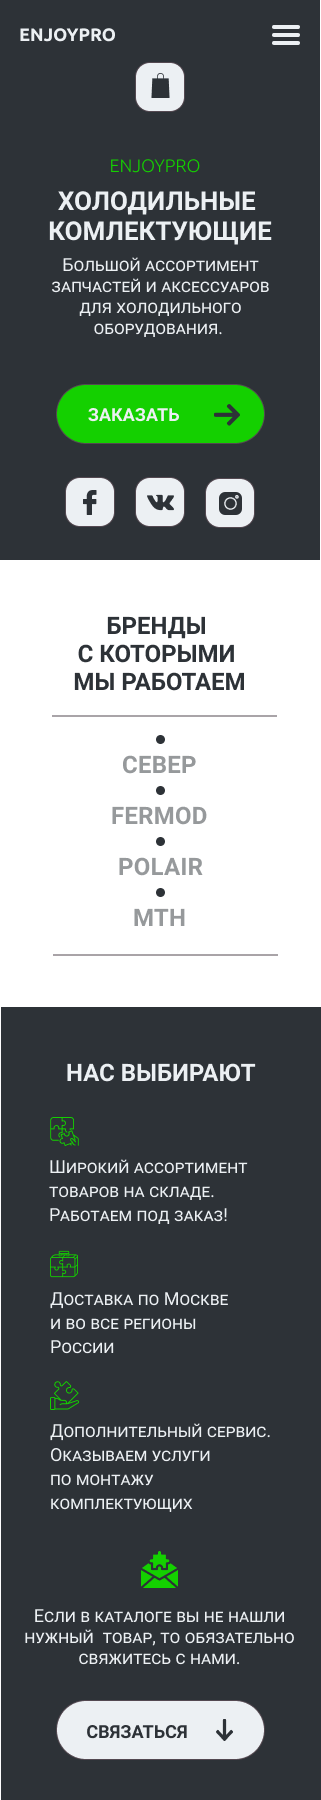 ENJOYPRO
ENJOYPRO
ХОЛОДИЛЬНЫЕ
КОМЛЕКТУЮЩИЕ
Большой ассортимент
запчастей и аксессуаров
для холодильного
оборудования.
ЗАКАЗАТЬ
БРЕНДЫ
С КОТОРЫМИ
МЫ РАБОТАЕМ
СЕВЕР
FERMOD
POLAIR
МТН
НАС ВЫБИРАЮТ
Широкий ассортимент
товаров на складе.
Работаем под заказ!
Доставка по Москве
и во все регионы
России
Дополнительный сервис.
Оказываем услуги
по монтажу
комплектующих
Если в каталоге вы не нашли
нужный  товар, то обязательно
свяжитесь с нами.
СВЯЗАТЬСЯ